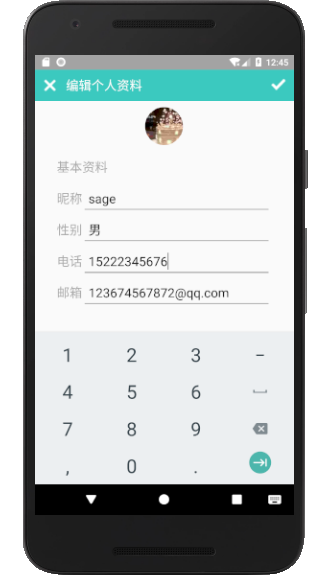 12:45
编辑个人资料
基本资料
昵称 sage
性别 男
电话 15222345676
邮箱 123674567872@qq.com
1 2 3 -
4 5 6
7 8 9
, 0 .